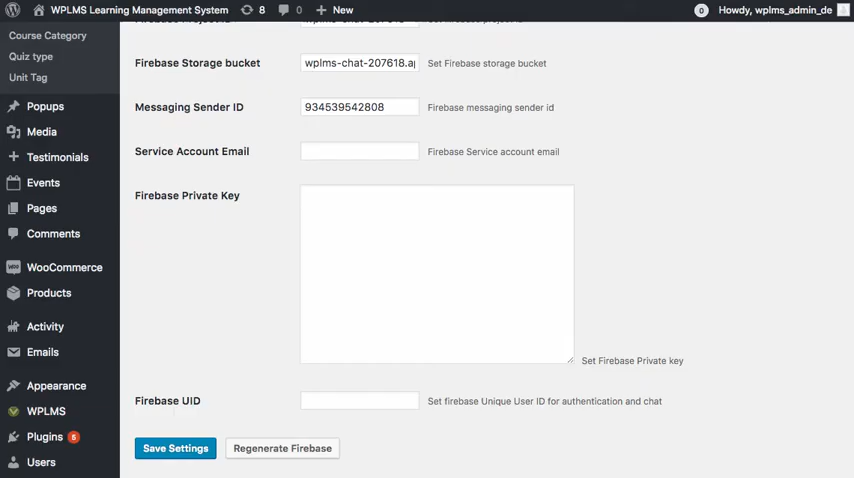 WPLMS Learning Management System 8 0 New 0 Howdy, wplms_admin_de
Course Category
Quiz type
Unit Tag
Popups
Media
Testimonials
Events
Pages
Comments
WooCommerce
Products
Activity
Emails
Appearance
WPLMS
Plugins 5
Users
Firebase Storage bucket wplms-chat-207618.ap Set Firebase storage bucket
Messaging Sender ID 934539542808 Firebase messaging sender id
Service Account Email Firebase Service account email
Firebase Private Key
Set Firebase Private key
Firebase UID Set firebase Unique User ID for authentication and chat
Save Settings Regenerate Firebase